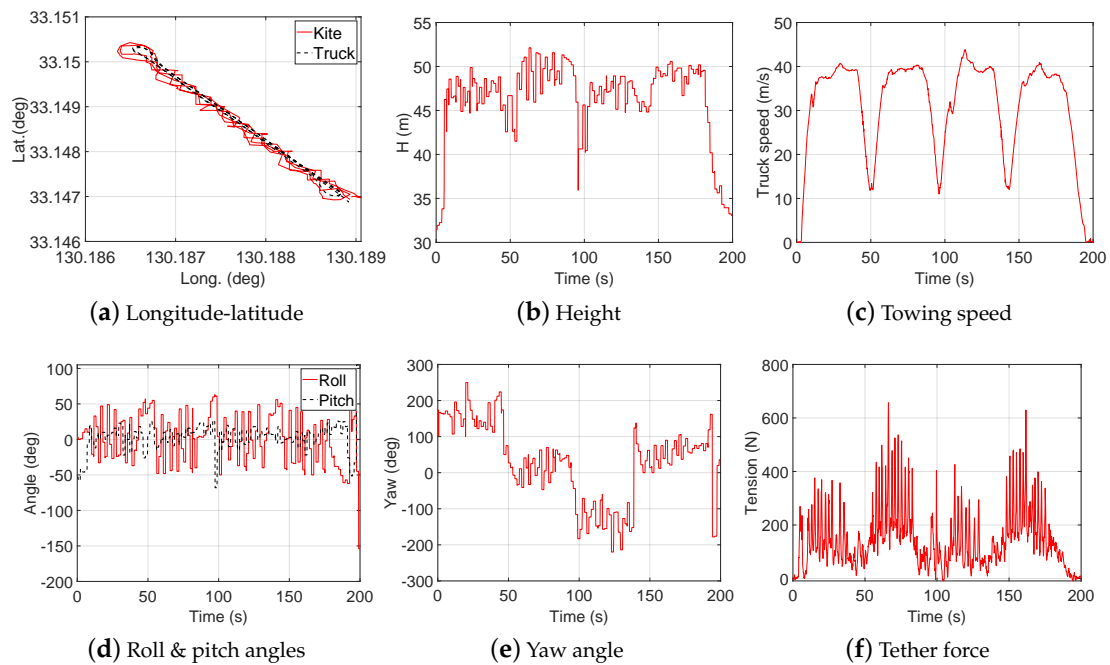 33.151
33.15
33.149
33.148
33.147
33.146
Lat.(deg)
Kite
Truck
130.186 130.187 130.188 130.189
Long. (deg)
(a) Longitude-latitude
55
50
45
40
35
30
H (m)
0 50 100 150 200
Time (s)
(b) Height
50
40
30
20
10
0
Truck speed (m/s)
0 50 100 150 200
Time (s)
(c) Towing speed
100
50
0
-50
-100
-150
-200
Angle (deg)
Roll
Pitch
0 50 100 150 200
Time (s)
(d) Roll & pitch angles
300
200
100
0
-100
-200
-300
Yaw (deg)
0 50 100 150 200
Time (s)
(e) Yaw angle
800
600
400
200
0
Tension (N)
0 50 100 150 200
Time (s)
(f) Tether force